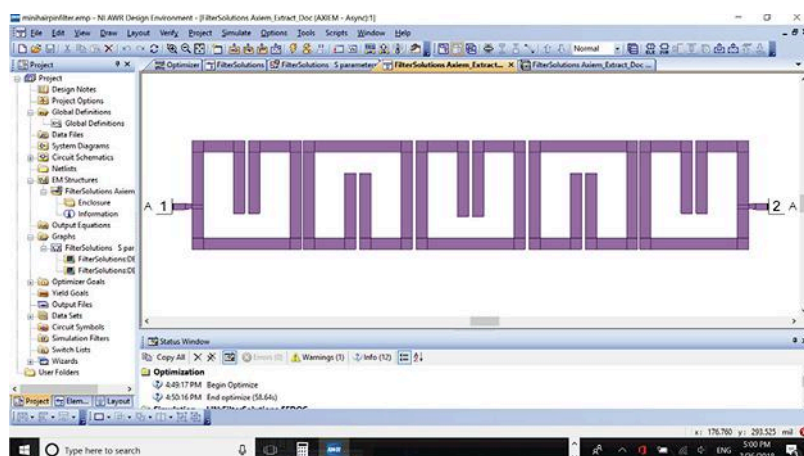 minihairpinfilter.emp - NI AWR Design Environment - [FilterSolutions Axiem_Extract_Doc (AXIEM - Async):1]
File Edit View Draw Layout Verify Project Simulate Options Tools Scripts Window Help
Normal
Project
Optimizer FilterSolutions FilterSolutions S parameter FilterSolutions Axiem_Extract... X FilterSolutions Axiem_Extract_Doc ...
Project
Design Notes
Project Options
Global Definitions
Global Definitions
Data Files
System Diagrams
Circuit Schematics
Netlists
EM Structures
FilterSolutions Axiem
Enclosure
Information
Output Equations
Graphs
FilterSolutions S par
FilterSolutions:DE
FilterSolutions:DE
Optimizer Goals
Yield Goals
Output Files
Data Sets
Circuit Symbols
Simulation Filters
Switch Lists
Wizards
User Folders
A 1
2 A
Status Window
Copy All Errors (0) Warnings (1) Info (12)
Optimization
4:49:17 PM Begin Optimize
4:50:16 PM End optimize (58.64s)
Project Elem... Layout
x: 176.760 y: 293.525 mil
Type here to search
AWR
ENG
5:00 PM